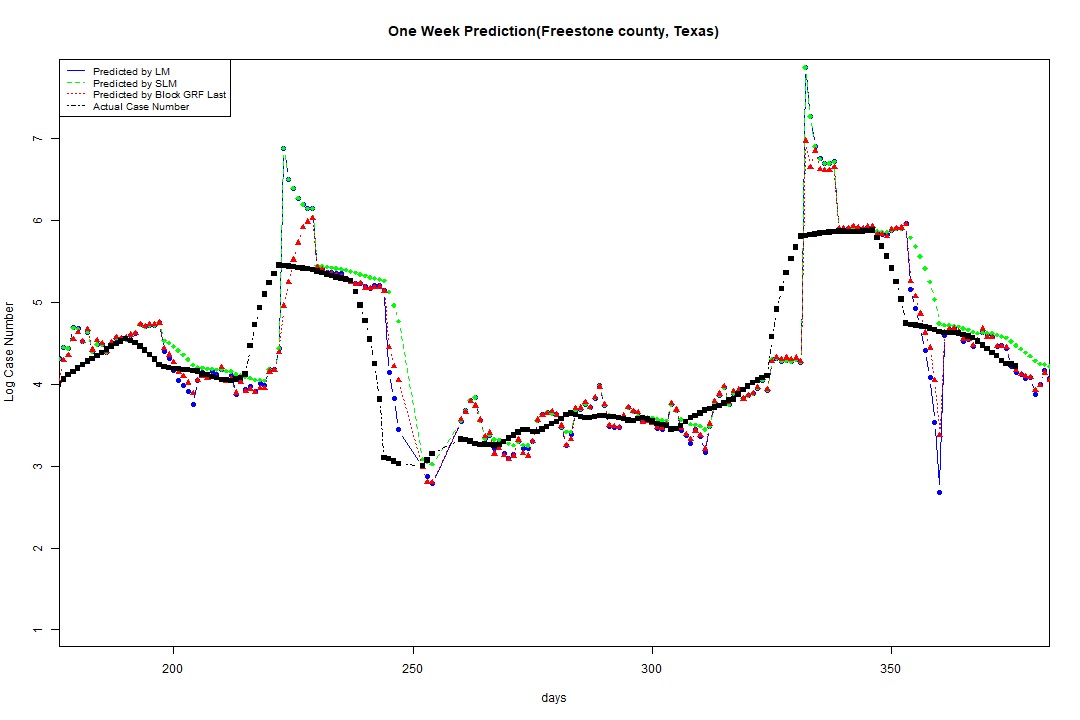 One Week Prediction(Freestone county, Texas)
Predicted by LM
Predicted by SLM
Predicted by Block GRF Last
Actual Case Number
Log Case Number
7
6
5
4
3
2
1
200
250
300
350
days